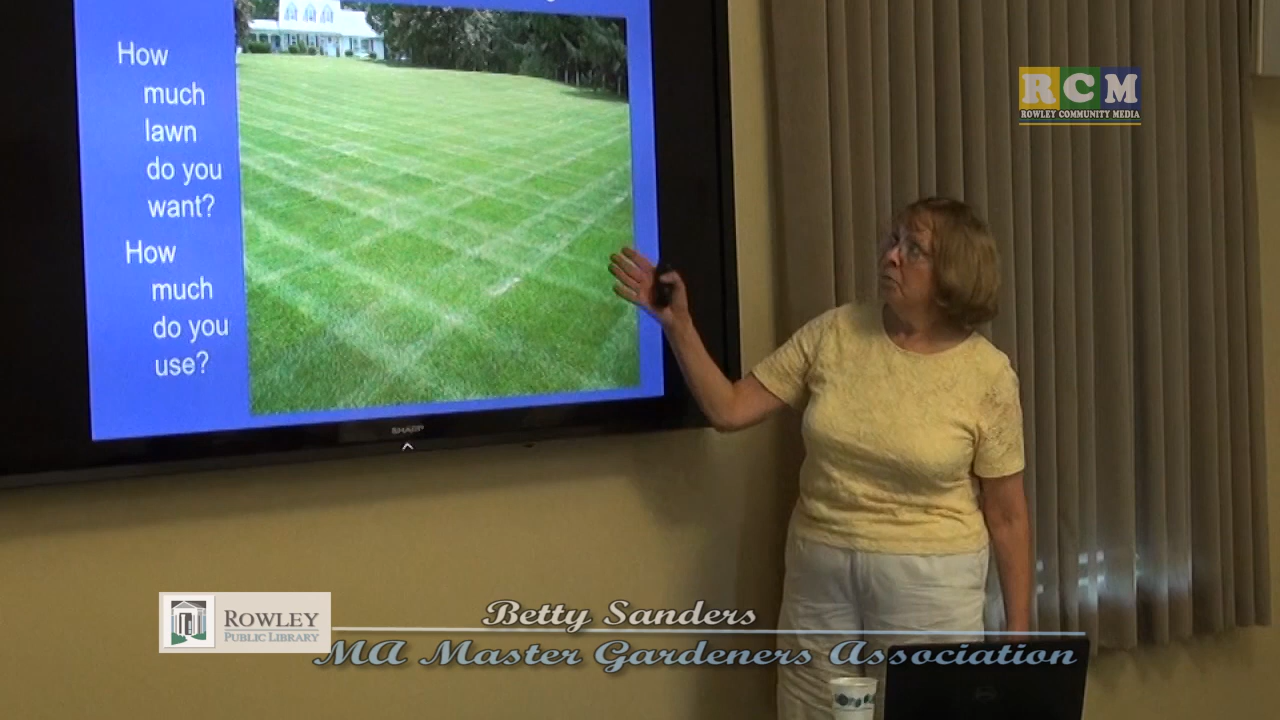 How
much
lawn
do you
want?
How
much
do you
use?
SHARP
RCM
ROWLEY COMMUNITY MEDIA
ROWLEY
PUBLIC LIBRARY
Betty Sanders
MA Master Gardeners Association